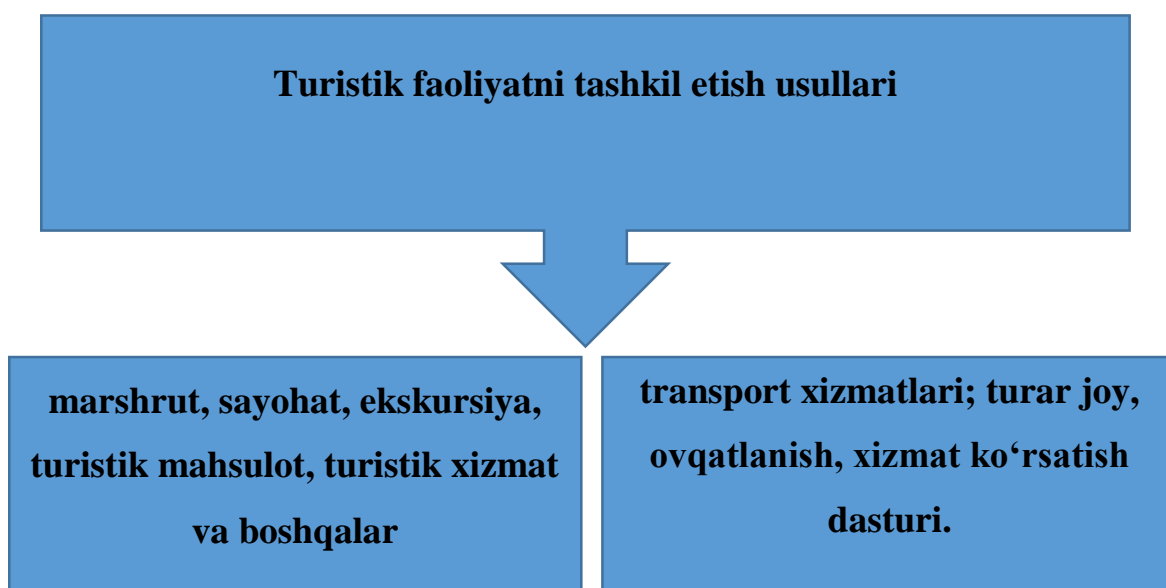 Turistik faoliyatni tashkil etish usullari
marshrut, sayohat, ekskursiya,
turistik mahsulot, turistik xizmat
va boshqalar
transport xizmatlari; turar joy,
ovqatlanish, xizmat ko‘rsatish
dasturi.